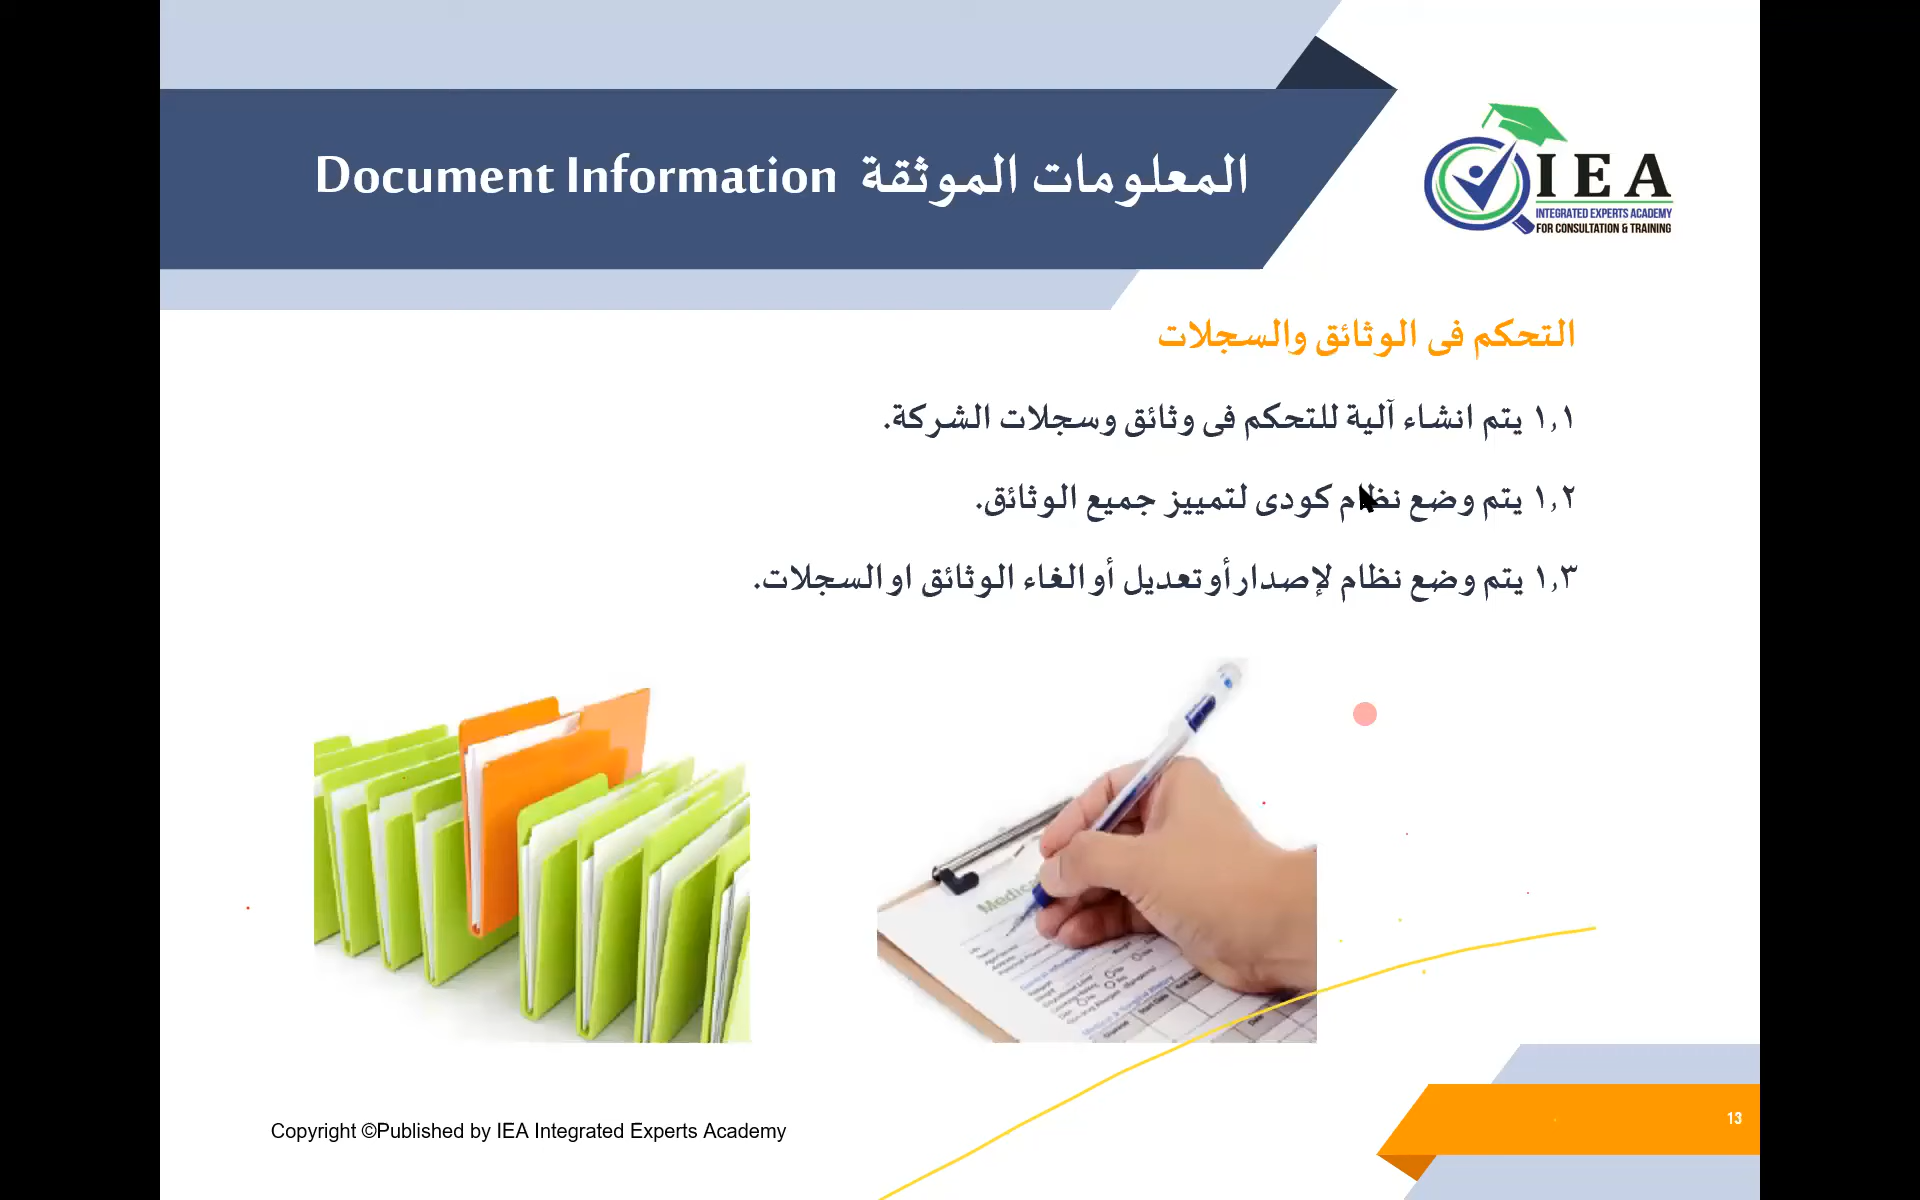 المعلومات الموثقة Document Information
IEA
INTEGRATED EXPERTS ACADEMY
FOR CONSULTATION & TRAINING
التحكم فى الوثائق والسجلات
١,١ يتم انشاء آلية للتحكم فى وثائق وسجلات الشركة.
١,٢ يتم وضع نظام كودى لتمييز جميع الوثائق.
١,٣ يتم وضع نظام لإصدار أو تعديل أو الغاء الوثائق او السجلات.
Copyright ©Published by IEA Integrated Experts Academy
13